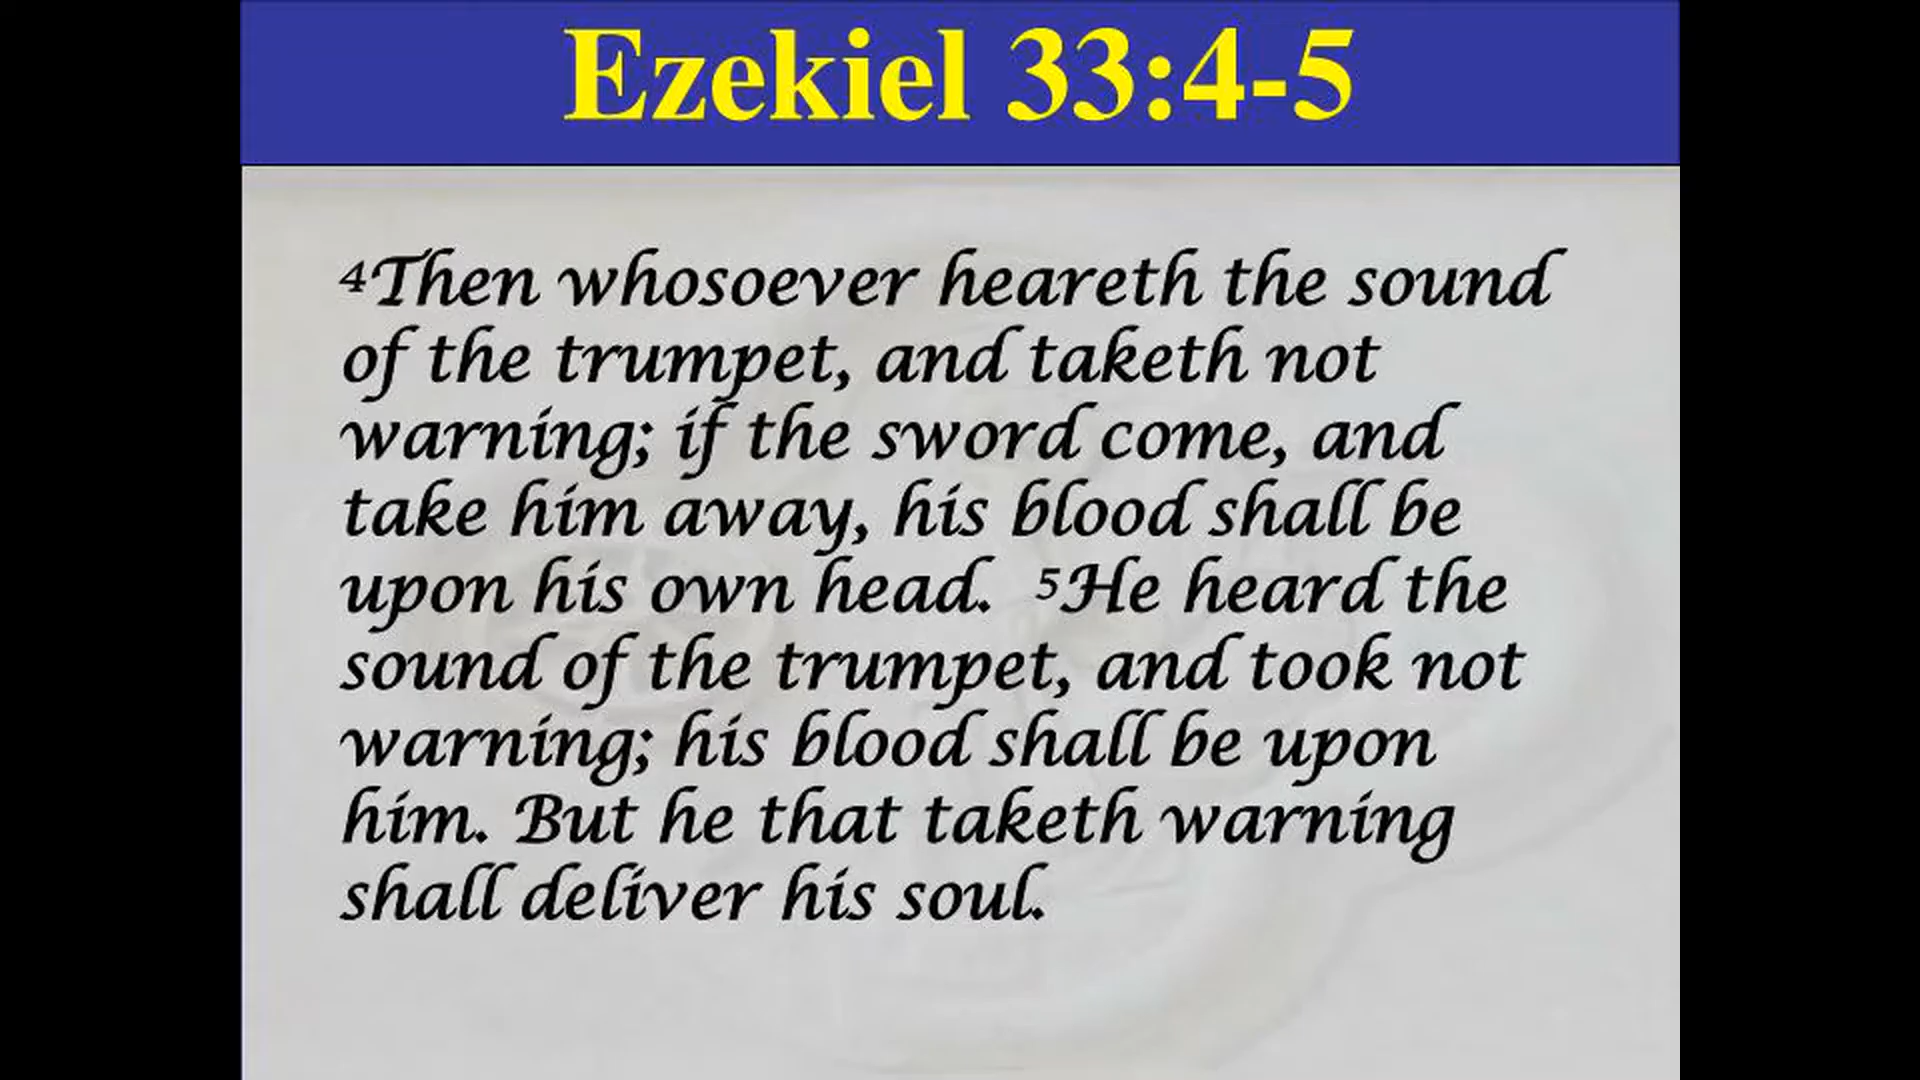 Ezekiel 33:4-5
4Then whosoever heareth the sound
of the trumpet, and taketh not
warning; if the sword come, and
take him away, his blood shall be
upon his own head. 5He heard the
sound of the trumpet, and took not
warning; his blood shall be upon
him. But he that taketh warning
shall deliver his soul.